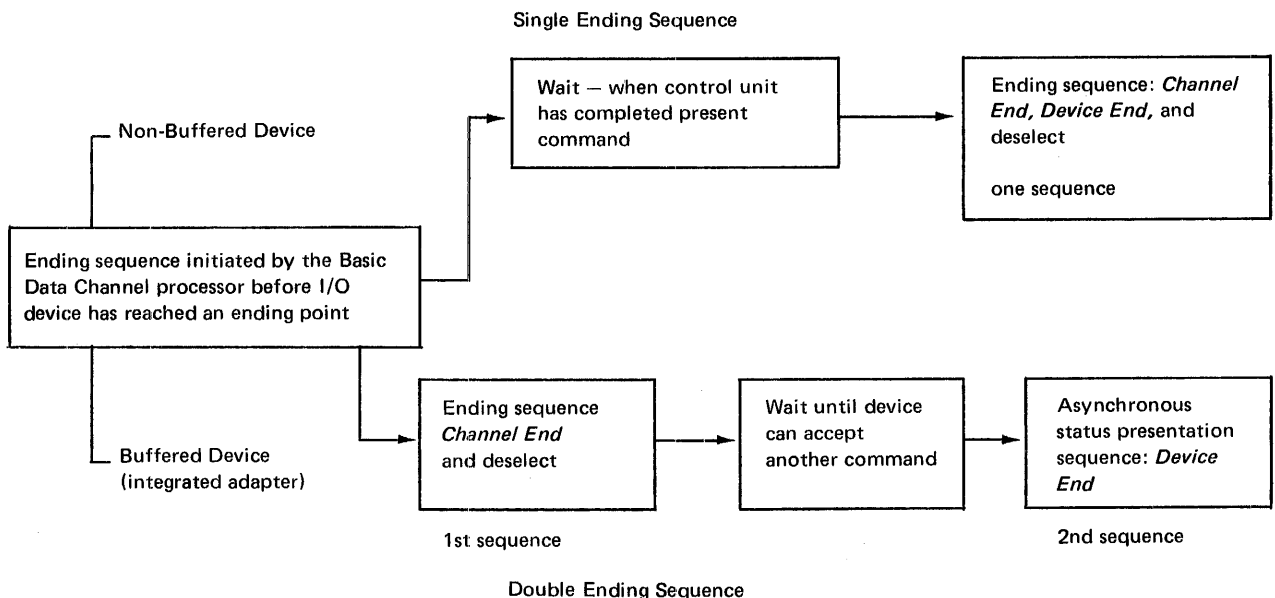 Single Ending Sequence
Non-Buffered Device
Wait — when control unit
has completed present
command
Ending sequence: Channel
End, Device End, and
deselect
one sequence
Ending sequence initiated by the Basic
Data Channel processor before I/O
device has reached an ending point
Buffered Device
(integrated adapter)
Ending sequence
Channel End
and deselect
1st sequence
Wait until device
can accept
another command
Asynchronous
status presentation
sequence: Device
End
2nd sequence
Double Ending Sequence